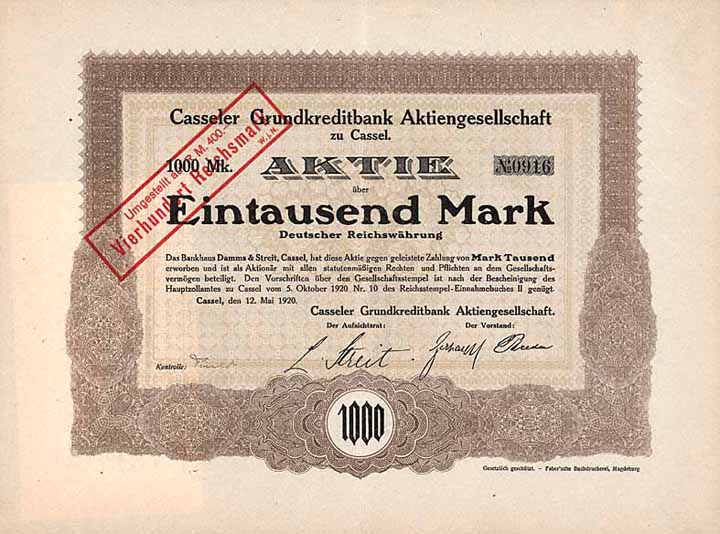 Casseler Grundkreditbank Aktiengesellschaft
zu Cassel.
1000 Mk. AKTIE №0916
über
Eintausend Mark
Deutscher Reichswährung
Das Bankhaus Damms & Streit, Cassel, hat diese Aktie gegen geleistete Zahlung von Mark Tausend
erworben und ist als Aktionär mit allen statutenmäßigen Rechten und Pflichten an dem Gesellschafts-
vermögen beteiligt. Den Vorschriften über den Gesellschaftsstempel ist nach der Bescheinigung des
Hauptzollamtes zu Cassel vom 5. Oktober 1920 Nr. 10 des Reichsstempel-Einnahmebuches II genügt.
Cassel, den 12. Mai 1920.
Casseler Grundkreditbank Aktiengesellschaft.
Der Aufsichtsrat: Der Vorstand:
L. Streit
Kontrolle:
1000
Gesetzlich geschützt. – Faber'sche Buchdruckerei, Magdeburg
Umgestellt auf R. M. 400.—
Vierhundert Reichsmark